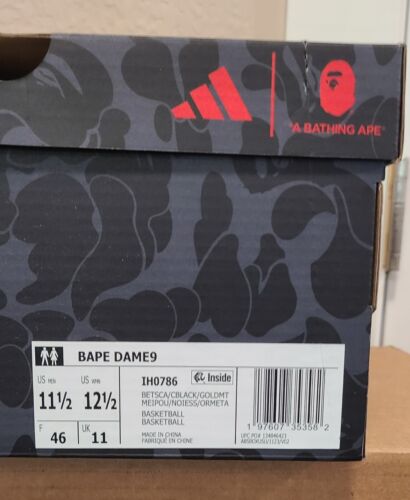 "A BATHING APE"
BAPE DAME9
US MEN US WMN
11½ 12½
F UK
46 11
IH0786 Inside
BETSCA/CBLACK/GOLDMT
MEIPOU/NOIESS/ORMETA
BASKETBALL
BASKETBALL
MADE IN CHINA
FABRIQUÉ EN CHINE
1 97607 35358 2